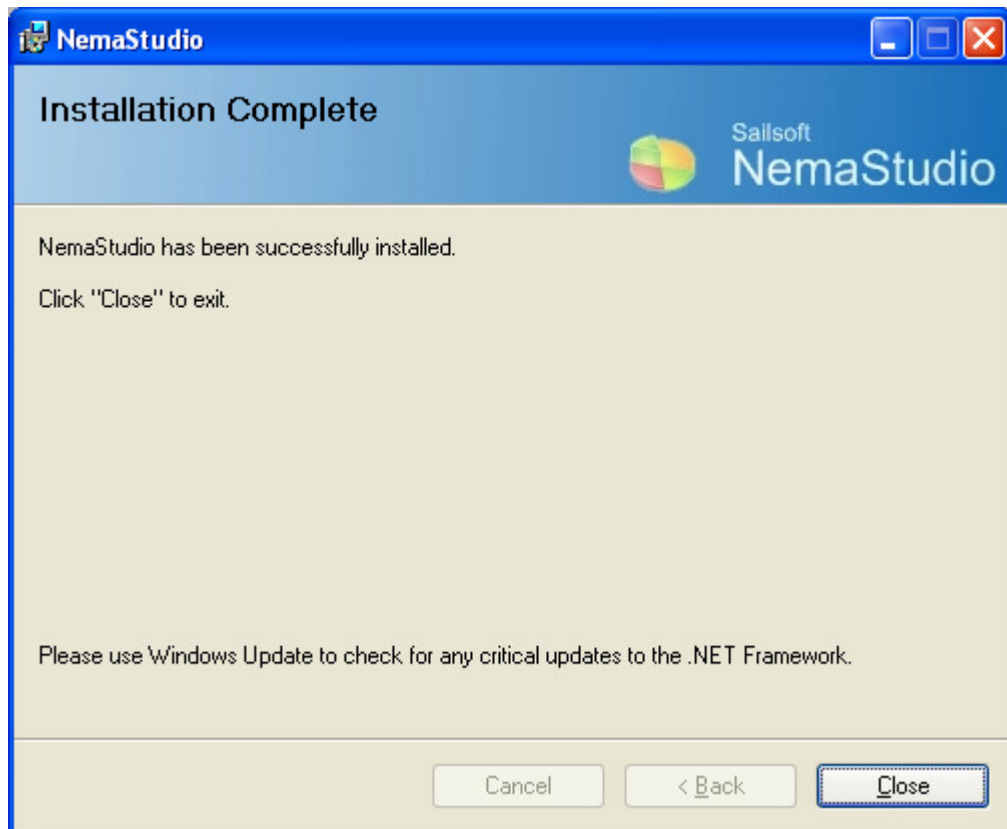 NemaStudio
Installation Complete
Sailsoft
NemaStudio
NemaStudio has been successfully installed.
Click "Close" to exit.
Please use Windows Update to check for any critical updates to the .NET Framework.
Cancel
< Back
Close